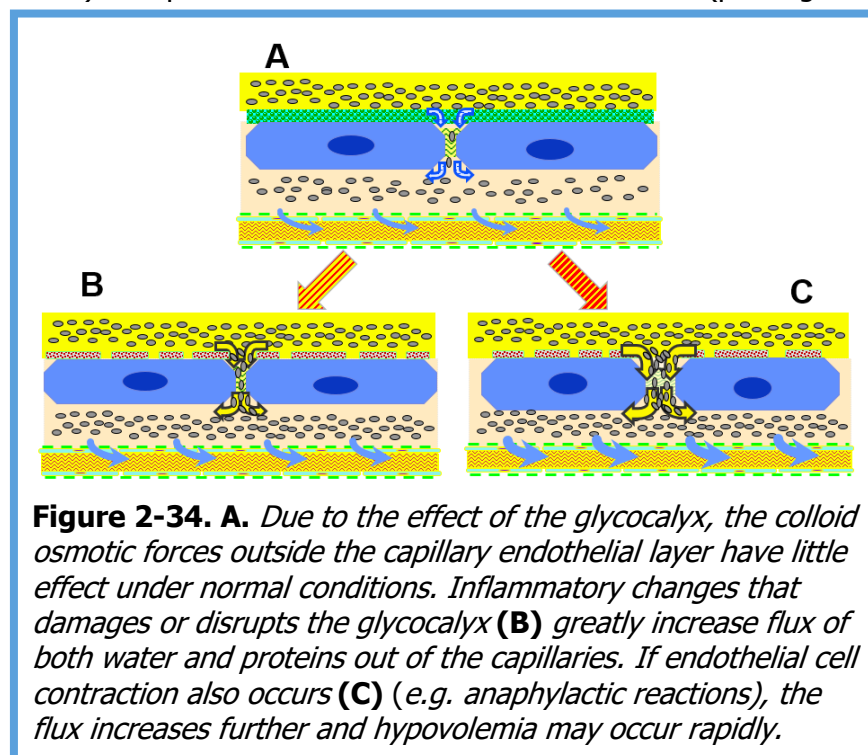 A
B
C
Figure 2-34. A. Due to the effect of the glycocalyx, the colloid
osmotic forces outside the capillary endothelial layer have little
effect under normal conditions. Inflammatory changes that
damages or disrupts the glycocalyx (B) greatly increase flux of
both water and proteins out of the capillaries. If endothelial cell
contraction also occurs (C) (e.g. anaphylactic reactions), the
flux increases further and hypovolemia may occur rapidly.